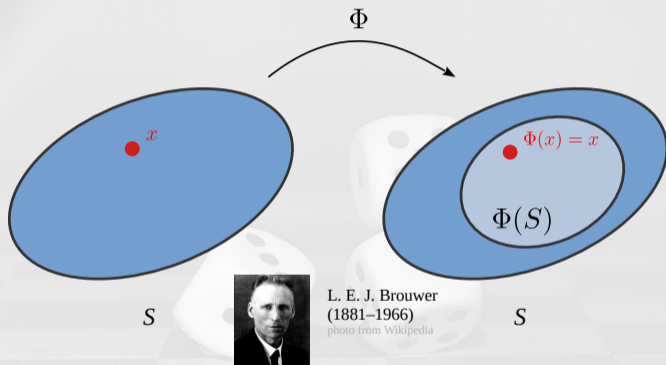 Φ
x
Φ(x) = x
Φ(S)
S
L. E. J. Brouwer
(1881–1966)
photo from Wikipedia
S